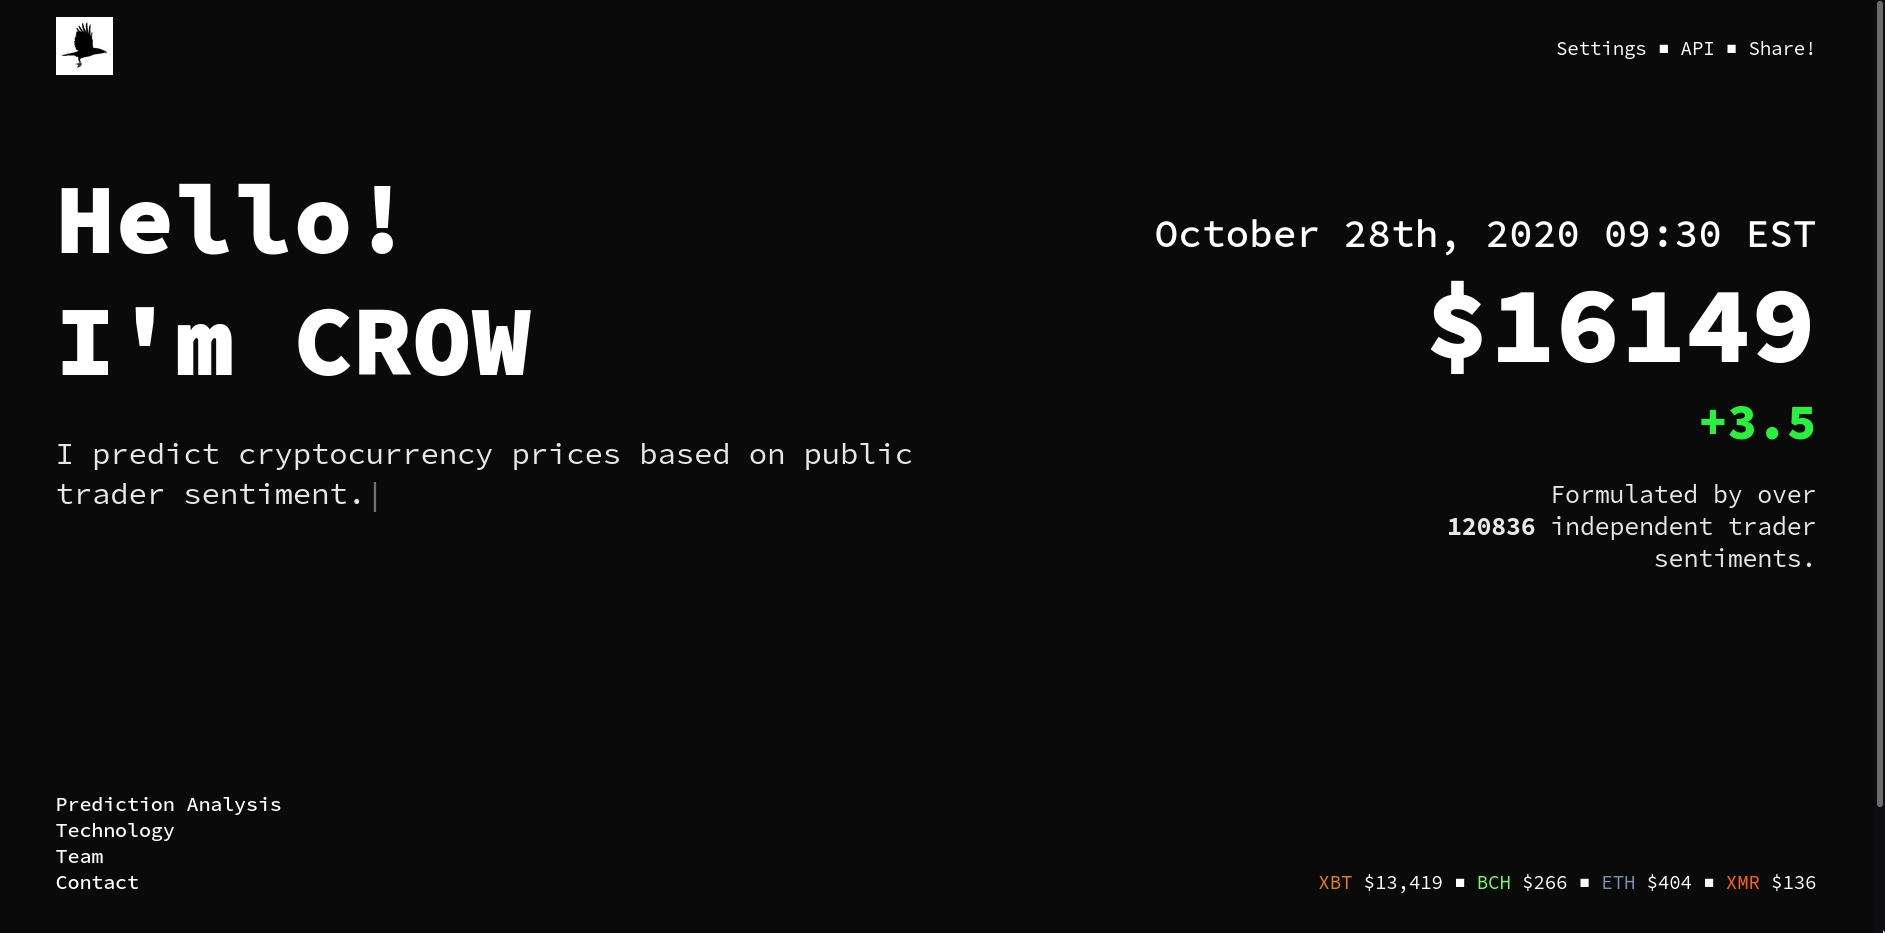 Settings ■ API ■ Share!
Hello!
I'm CROW
I predict cryptocurrency prices based on public
trader sentiment.|
October 28th, 2020 09:30 EST
$16149
+3.5
Formulated by over
120836 independent trader
sentiments.
Prediction Analysis
Technology
Team
Contact
XBT $13,419 ■ BCH $266 ■ ETH $404 ■ XMR $136